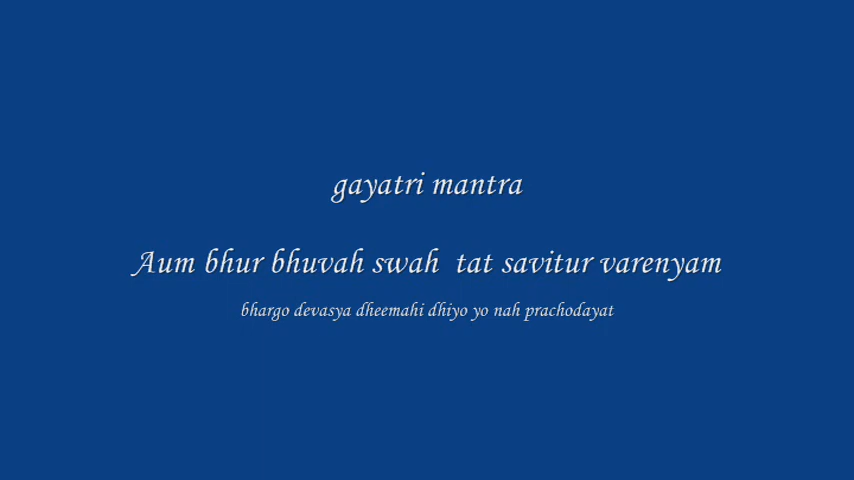 gayatri mantra
Aum bhur bhuvah swah tat savitur varenyam
bhargo devasya dheemahi dhiyo yo nah prachodayat